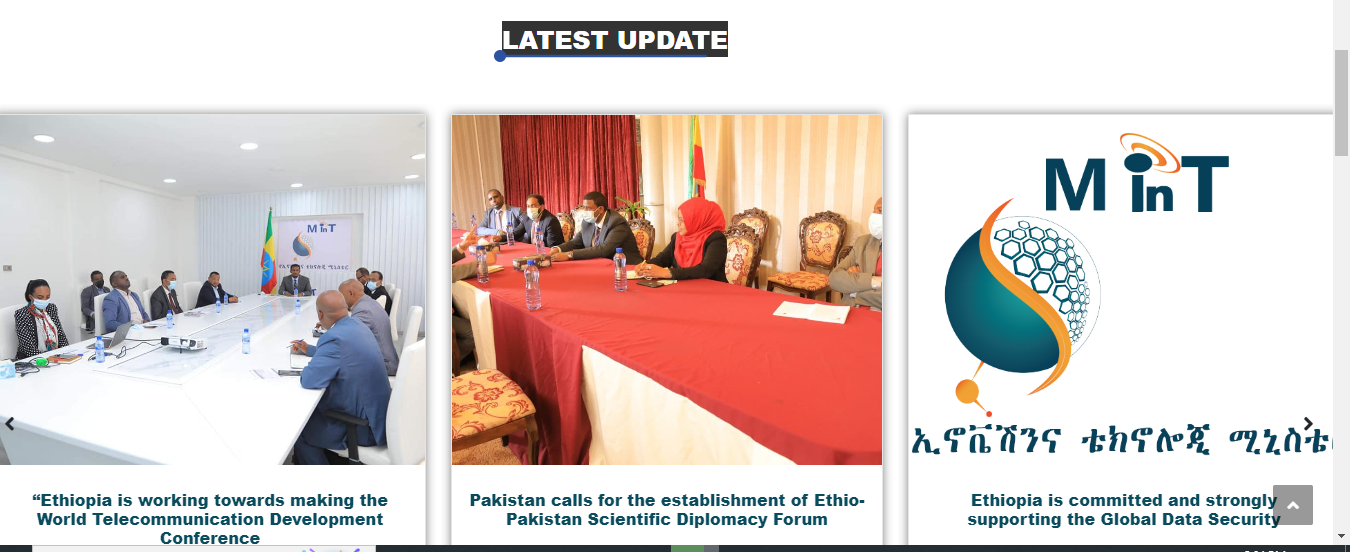 LATEST UPDATE
M inT
ኢኖቬሽንና ቴክኖሎጂ
M inT
“Ethiopia is working towards making the
World Telecommunication Development
Conference
Pakistan calls for the establishment of Ethio-
Pakistan Scientific Diplomacy Forum
Ethiopia is committed and strongly
supporting the Global Data Security